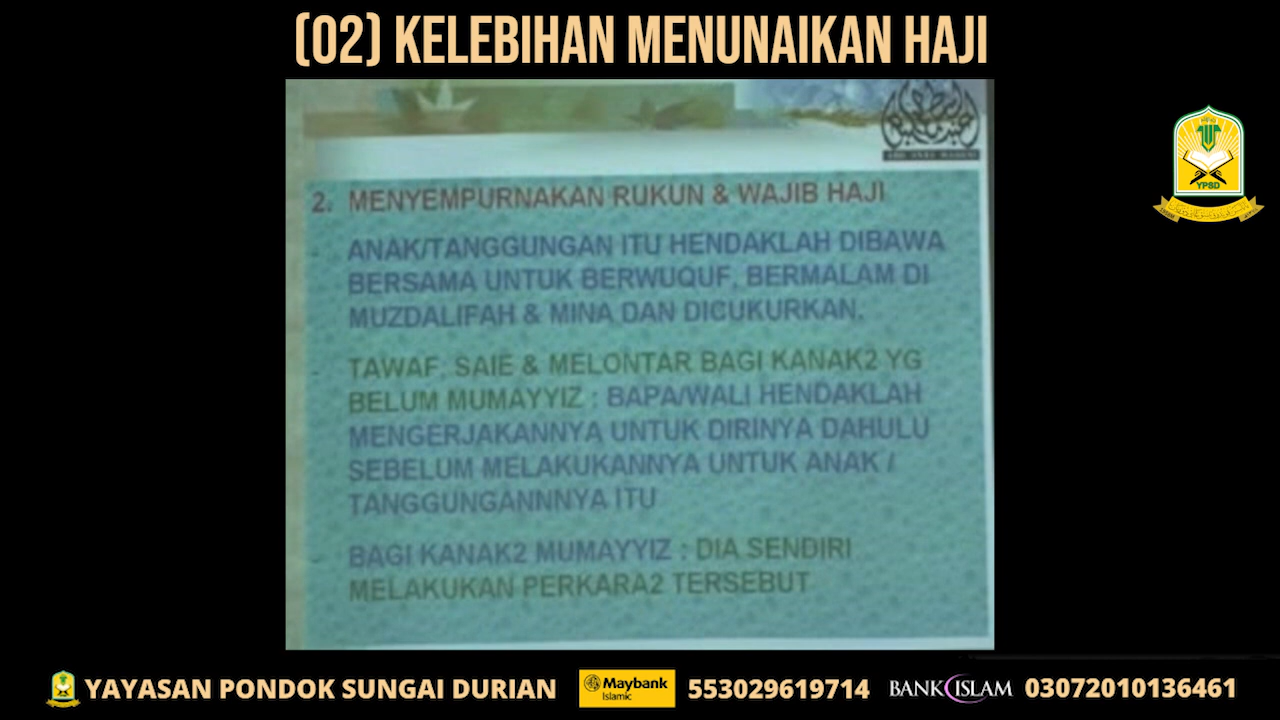 (02) KELEBIHAN MENUNAIKAN HAJI
2. MENYEMPURNAKAN RUKUN & WAJIB HAJI
- ANAK/TANGGUNGAN ITU HENDAKLAH DIBAWA
BERSAMA UNTUK BERWUQUF, BERMALAM DI
MUZDALIFAH & MINA DAN DICUKURKAN.
- TAWAF, SAIE & MELONTAR BAGI KANAK2 YG
BELUM MUMAYYIZ : BAPA/WALI HENDAKLAH
MENGERJAKANNYA UNTUK DIRINYA DAHULU
SEBELUM MELAKUKANNYA UNTUK ANAK /
TANGGUNGANNNYA ITU
- BAGI KANAK2 MUMAYYIZ : DIA SENDIRI
MELAKUKAN PERKARA2 TERSEBUT
YPSD
YAYASAN PONDOK SUNGAI DURIAN
Maybank
Islamic
553029619714
BANK ISLAM
03072010136461